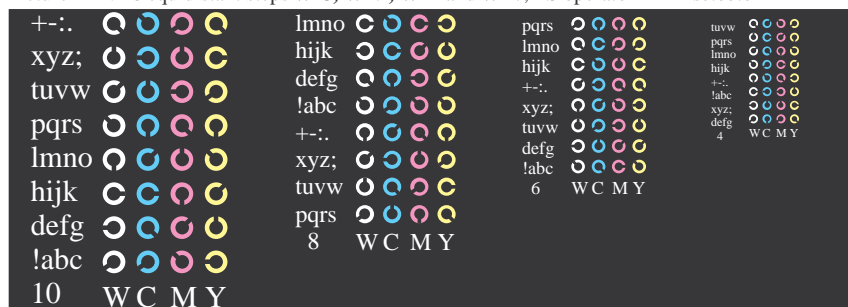 +-:.
xyz;
tuvw
pqrs
lmno
hijk
defg
!abc
10 W C M Y
lmno
hijk
defg
!abc
+-:.
xyz;
tuvw
pqrs
8 W C M Y
pqrs
lmno
hijk
+-:.
xyz;
tuvw
defg
!abc
6 W C M Y
tuvw
pqrs
lmno
hijk
+-:.
!abc
xyz;
defg
4 W C M Y